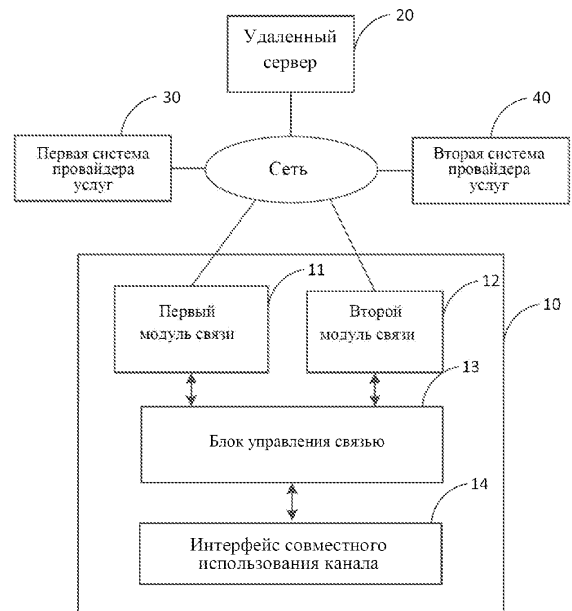 20
Удаленный
сервер
30
40
Первая система
провайдера
услуг
Сеть
Вторая система
провайдера
услуг
11
12
10
Первый
модуль связи
Второй
модуль связи
13
Блок управления связью
14
Интерфейс совместного
использования канала